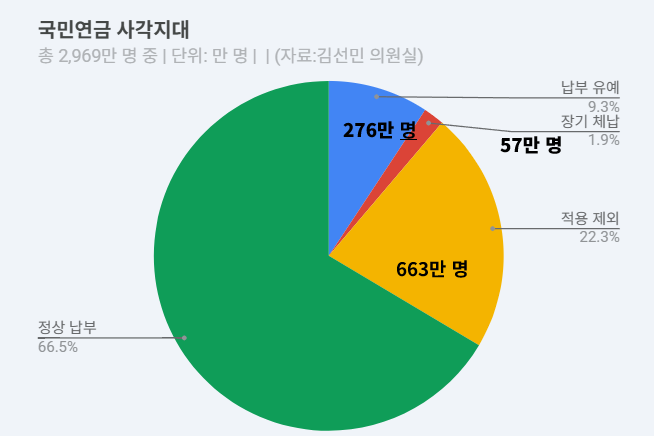 국민연금 사각지대
총 2,969만 명 중 | 단위: 만 명 | | (자료:김선민 의원실)
납부 유예
9.3%
장기 체납
1.9%
276만 명
57만 명
적용 제외
22.3%
663만 명
정상 납부
66.5%